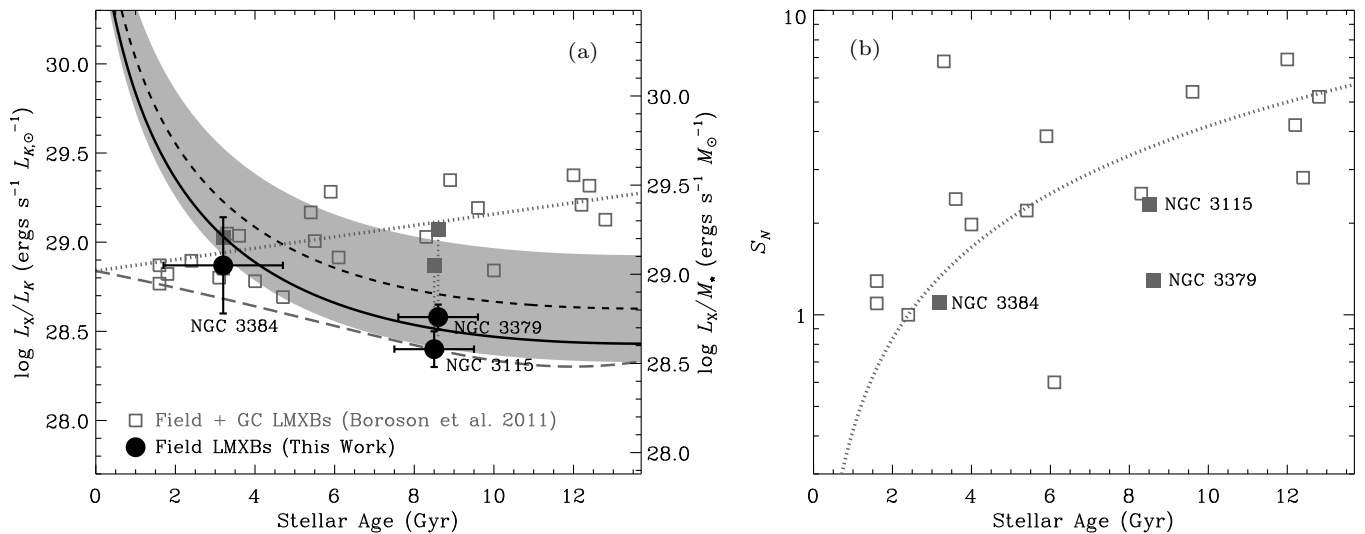 (a)
30.0
29.5
29.0
28.5
28.0
log L_X/L_K (ergs s⁻¹ L_{K,⊙}⁻¹)
NGC 3384
NGC 3379
NGC 3115
Field + GC LMXBs (Boroson et al. 2011)
Field LMXBs (This Work)
0 2 4 6 8 10 12
Stellar Age (Gyr)
30.0
29.5
29.0
28.5
28.0
log L_X/M_⋆ (ergs s⁻¹ M_⊙⁻¹)
(b)
10
1
S_N
NGC 3115
NGC 3379
NGC 3384
0 2 4 6 8 10 12
Stellar Age (Gyr)